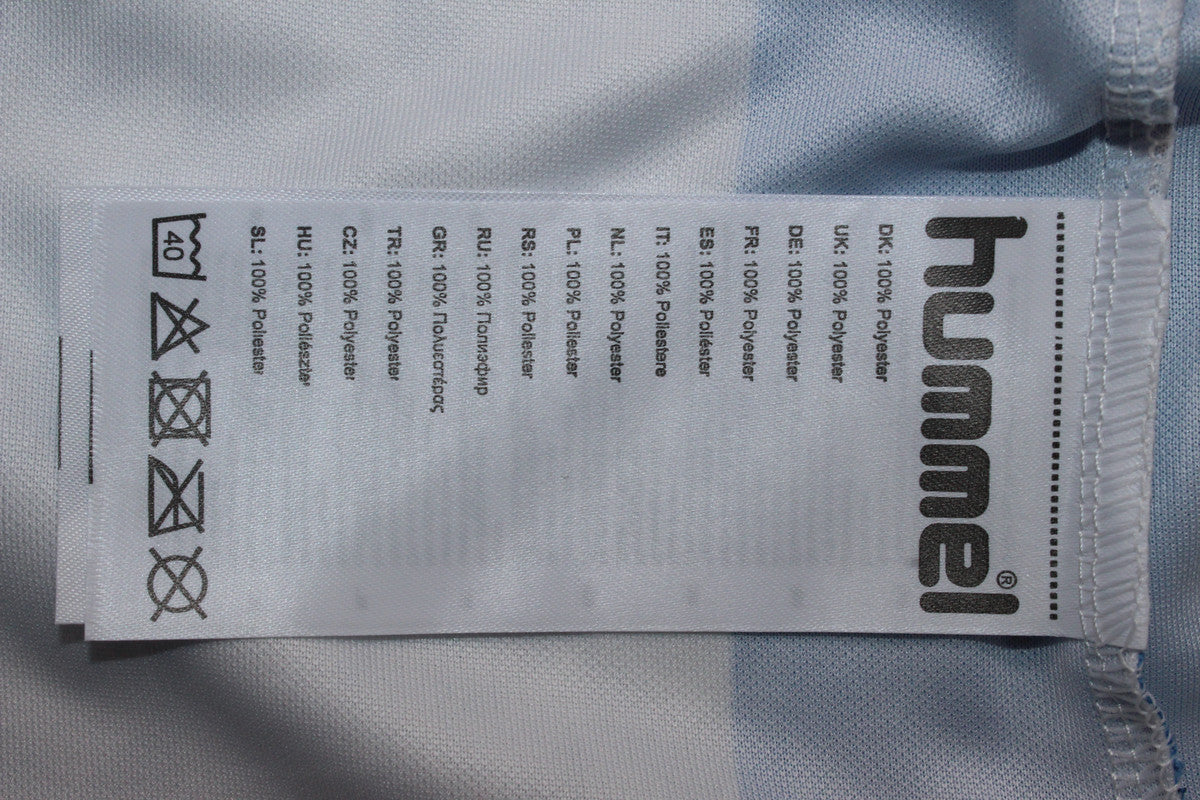 hummel®
DK: 100% Polyester
UK: 100% Polyester
DE: 100% Polyester
FR: 100% Polyester
ES: 100% Poliéster
IT: 100% Poliestere
NL: 100% Polyester
PL: 100% Poliester
RS: 100% Poliester
RU: 100% Полиэфир
GR: 100% Πολυεστέρας
TR: 100% Polyester
CZ: 100% Polyester
HU: 100% Poliészter
SL: 100% Poliester
40